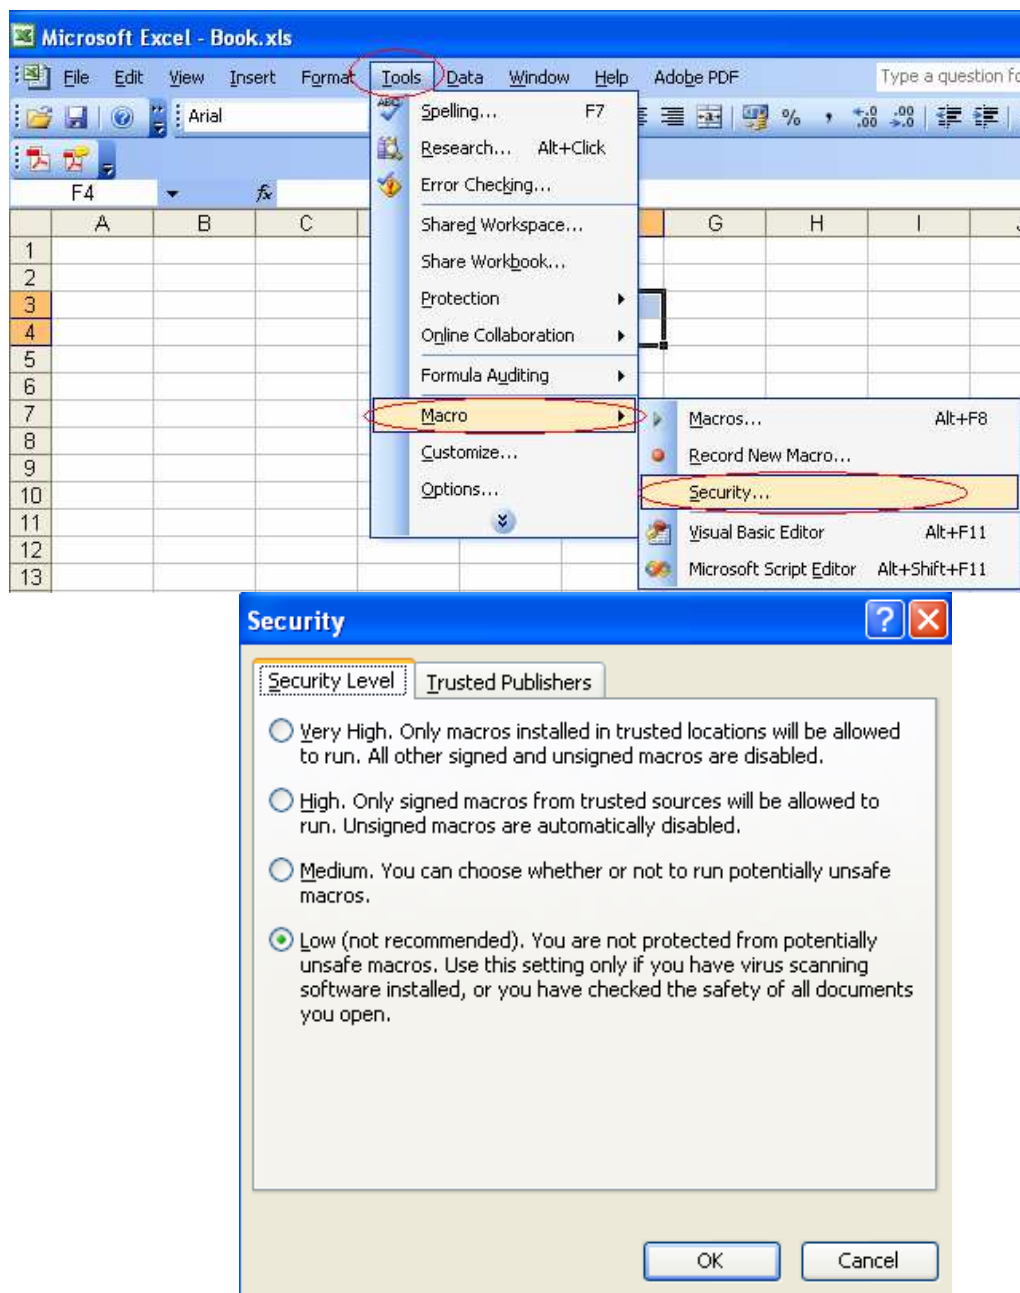 Microsoft Excel - Book.xls
File Edit View Insert Format Tools Data Window Help Adobe PDF Type a question fo
Arial % , .0 .00 .00 .0
F4 fx
A B C G H I
1
2
3
4
5
6
7
8
9
10
11
12
13
ABC Spelling... F7
Research... Alt+Click
Error Checking...
Shared Workspace...
Share Workbook...
Protection
Online Collaboration
Formula Auditing
Macro
Customize...
Options...
Macros... Alt+F8
Record New Macro...
Security...
Visual Basic Editor Alt+F11
Microsoft Script Editor Alt+Shift+F11
Security
Security Level Trusted Publishers
Very High. Only macros installed in trusted locations will be allowed
to run. All other signed and unsigned macros are disabled.
High. Only signed macros from trusted sources will be allowed to
run. Unsigned macros are automatically disabled.
Medium. You can choose whether or not to run potentially unsafe
macros.
Low (not recommended). You are not protected from potentially
unsafe macros. Use this setting only if you have virus scanning
software installed, or you have checked the safety of all documents
you open.
OK Cancel